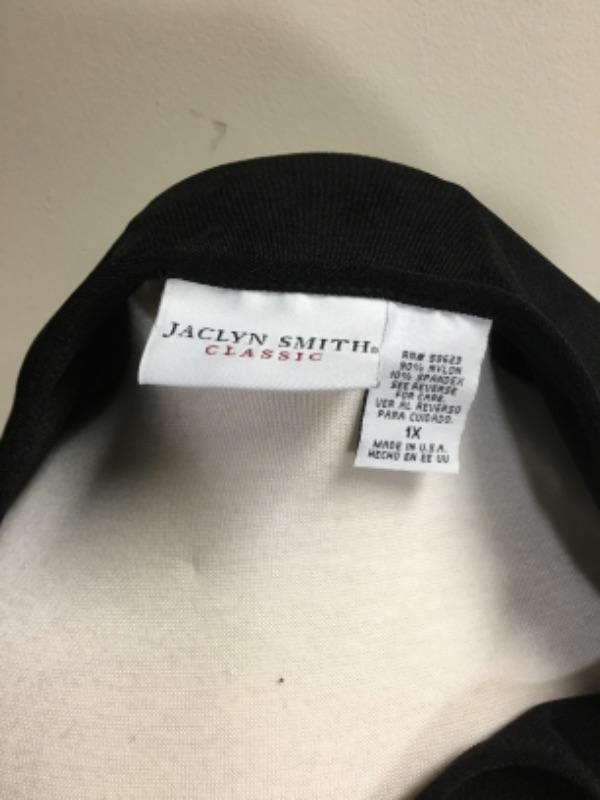 JACLYN SMITH®
CLASSIC
RN# 53623
90% NYLON
10% SPANDEX
SEE REVERSE
FOR CARE.
VER AL REVERSO
PARA CUIDADO.
1X
MADE IN U.S.A.
HECHO EN EE UU